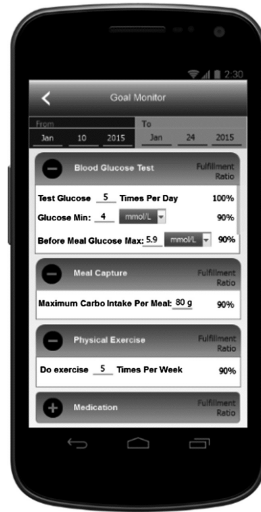 2:30
Goal Monitor
From To
Jan 10 2015 Jan 24 2015
Blood Glucose Test Fulfillment Ratio
Test Glucose 5 Times Per Day 100%
Glucose Min: 4 mmol/L 90%
Before Meal Glucose Max: 5.9 mmol/L 90%
Meal Capture Fulfillment Ratio
Maximum Carbo Intake Per Meal: 80 g 90%
Physical Exercise Fulfillment Ratio
Do exercise 5 Times Per Week 90%
Medication Fulfillment Ratio